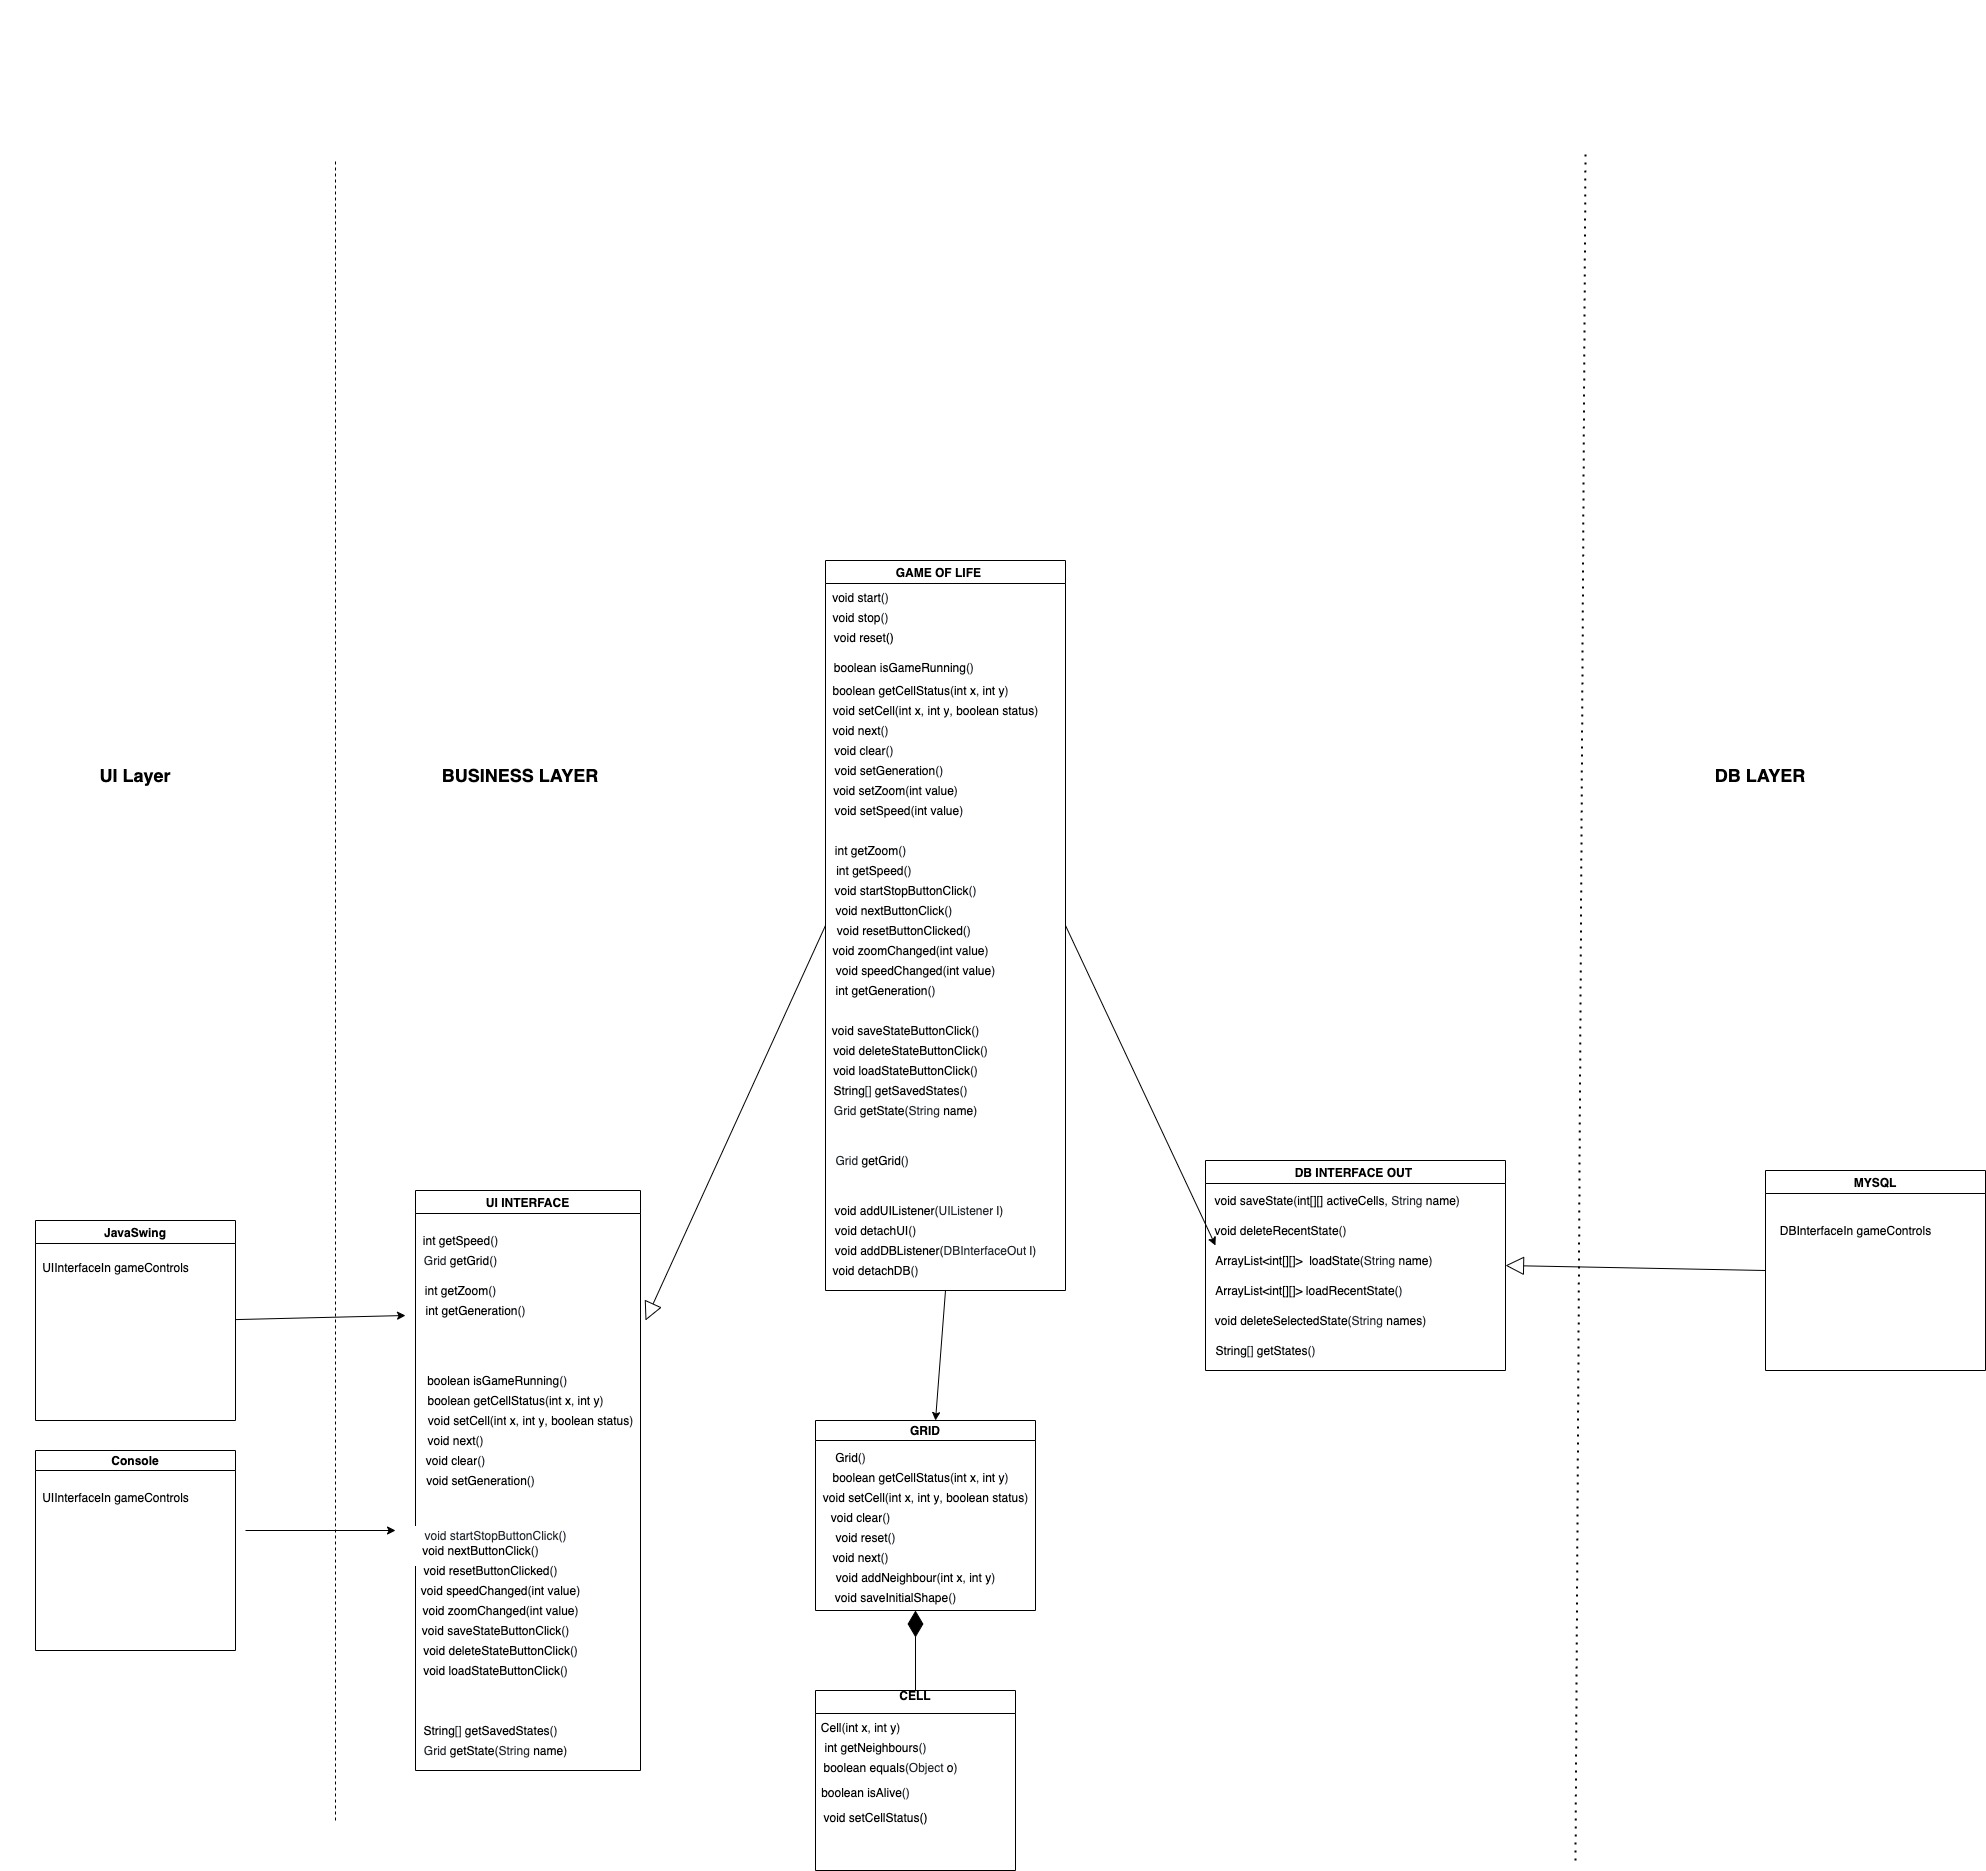 UI Layer
BUSINESS LAYER
DB LAYER
GAME OF LIFE
void start()
void stop()
void reset()
boolean isGameRunning()
boolean getCellStatus(int x, int y)
void setCell(int x, int y, boolean status)
void next()
void clear()
void setGeneration()
void setZoom(int value)
void setSpeed(int value)
int getZoom()
int getSpeed()
void startStopButtonClick()
void nextButtonClick()
void resetButtonClicked()
void zoomChanged(int value)
void speedChanged(int value)
int getGeneration()
void saveStateButtonClick()
void deleteStateButtonClick()
void loadStateButtonClick()
String[] getSavedStates()
Grid getState(String name)
Grid getGrid()
void addUIListener(UIListener l)
void detachUI()
void addDBListener(DBInterfaceOut l)
void detachDB()
JavaSwing
UIInterfaceIn gameControls
Console
UIInterfaceIn gameControls
UI INTERFACE
int getSpeed()
Grid getGrid()
int getZoom()
int getGeneration()
boolean isGameRunning()
boolean getCellStatus(int x, int y)
void setCell(int x, int y, boolean status)
void next()
void clear()
void setGeneration()
void startStopButtonClick()
void nextButtonClick()
void resetButtonClicked()
void speedChanged(int value)
void zoomChanged(int value)
void saveStateButtonClick()
void deleteStateButtonClick()
void loadStateButtonClick()
String[] getSavedStates()
Grid getState(String name)
GRID
Grid()
boolean getCellStatus(int x, int y)
void setCell(int x, int y, boolean status)
void clear()
void reset()
void next()
void addNeighbour(int x, int y)
void saveInitialShape()
CELL
Cell(int x, int y)
int getNeighbours()
boolean equals(Object o)
boolean isAlive()
void setCellStatus()
DB INTERFACE OUT
void saveState(int[][] activeCells, String name)
void deleteRecentState()
ArrayList<int[][]> loadState(String name)
ArrayList<int[][]> loadRecentState()
void deleteSelectedState(String names)
String[] getStates()
MYSQL
DBInterfaceIn gameControls